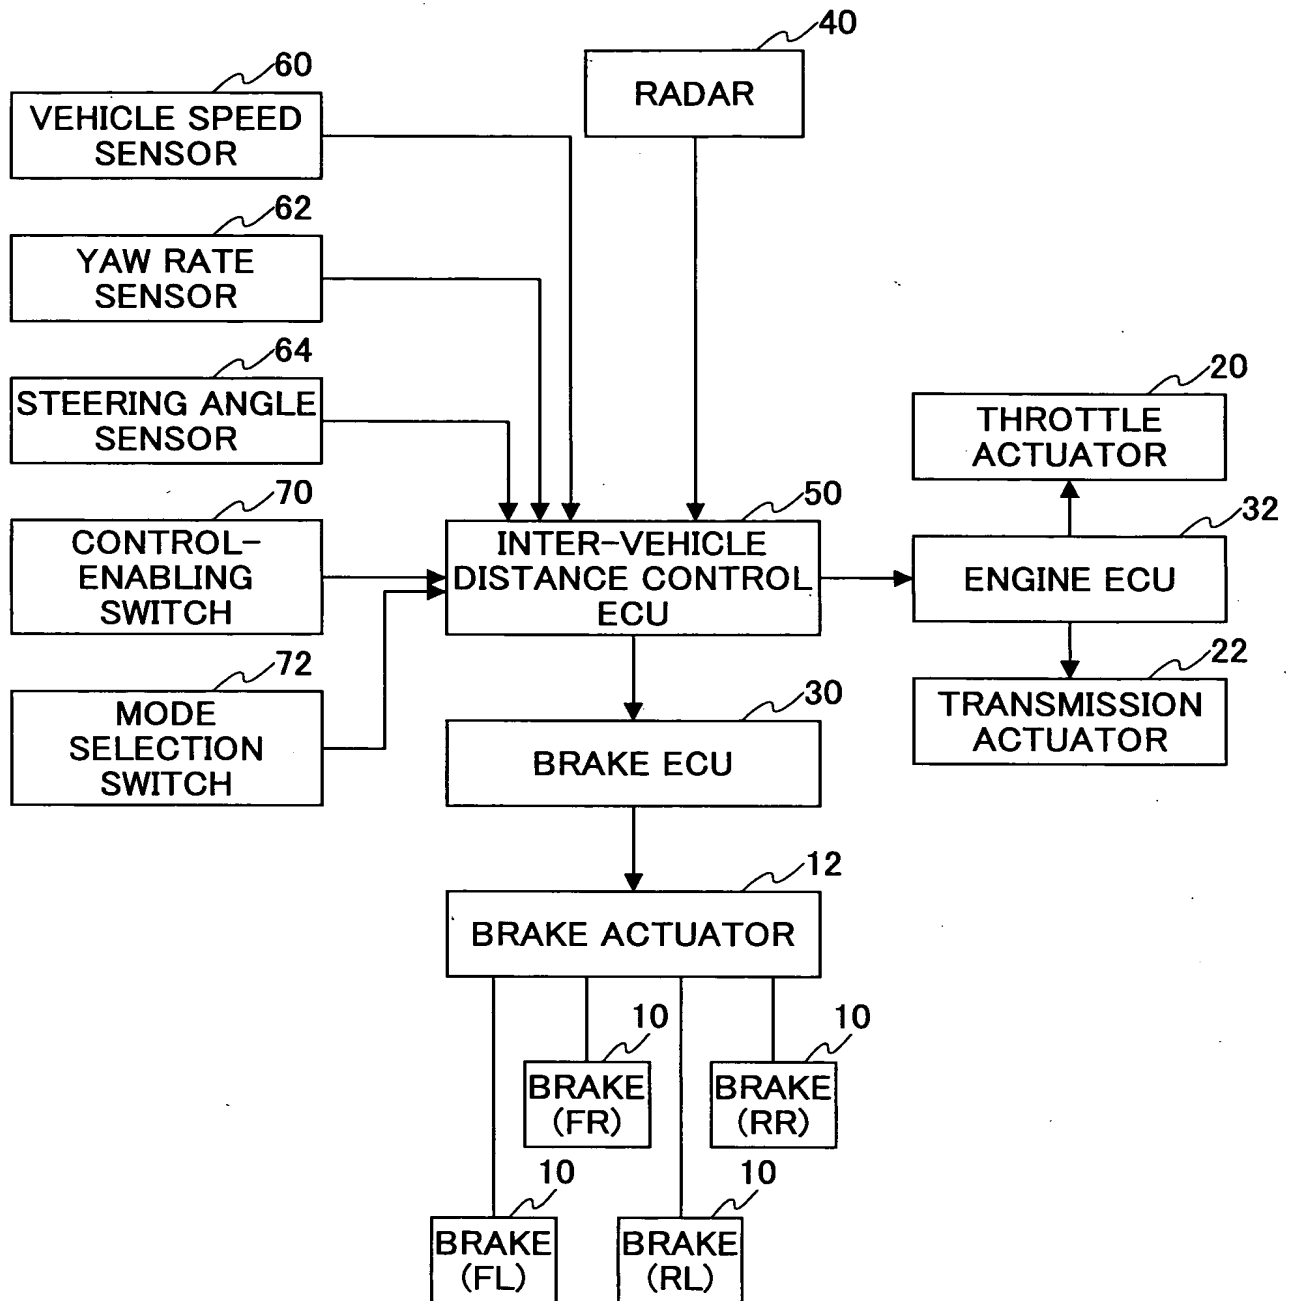 40
RADAR
60
VEHICLE SPEED
SENSOR
62
YAW RATE
SENSOR
64
STEERING ANGLE
SENSOR
70
CONTROL-
ENABLING
SWITCH
72
MODE
SELECTION
SWITCH
50
INTER-VEHICLE
DISTANCE CONTROL
ECU
20
THROTTLE
ACTUATOR
32
ENGINE ECU
22
TRANSMISSION
ACTUATOR
30
BRAKE ECU
12
BRAKE ACTUATOR
10
BRAKE
(FR)
10
BRAKE
(RR)
10
BRAKE
(FL)
10
BRAKE
(RL)